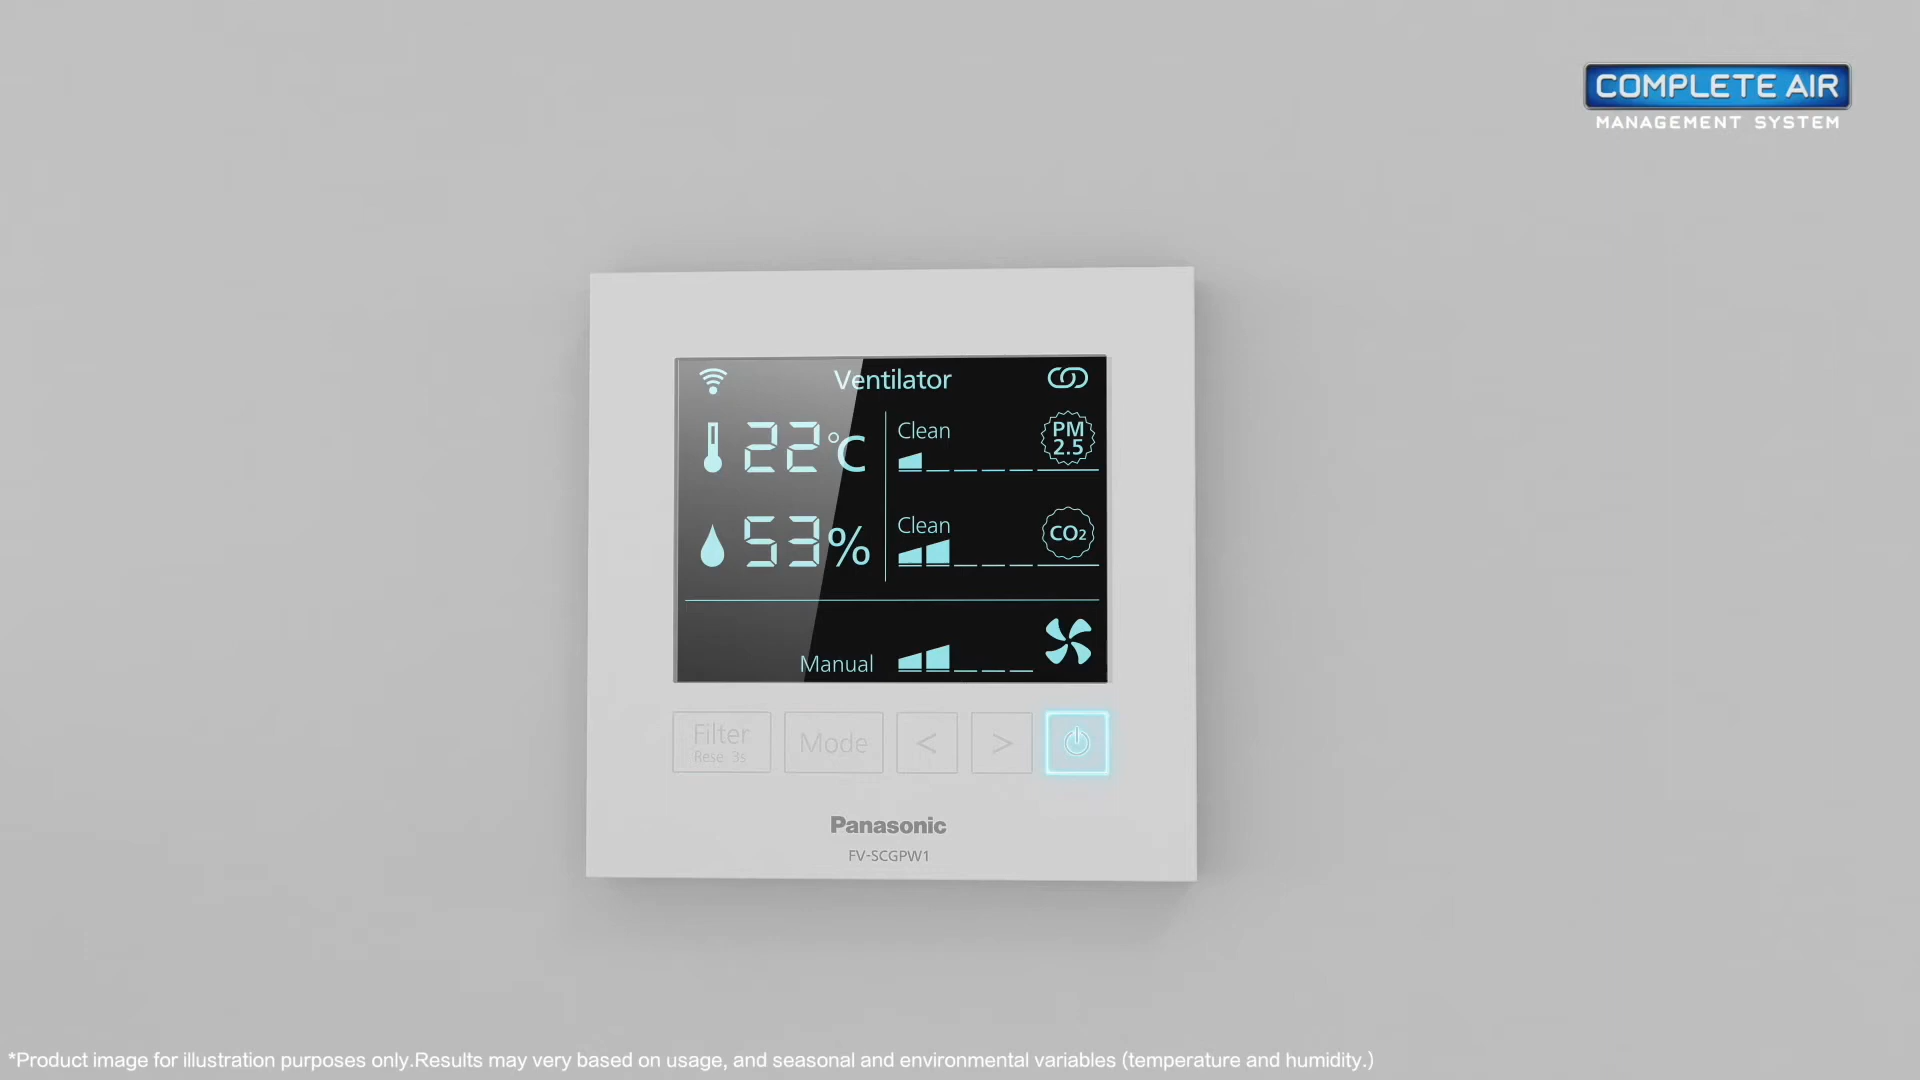 COMPLETE AIR
MANAGEMENT SYSTEM
Ventilator
22°C
Clean
PM
2.5
53%
Clean
CO2
Manual
Filter
Rese 3s
Mode
<
>
Panasonic
FV-SCGPW1
*Product image for illustration purposes only.Results may very based on usage, and seasonal and environmental variables (temperature and humidity.)